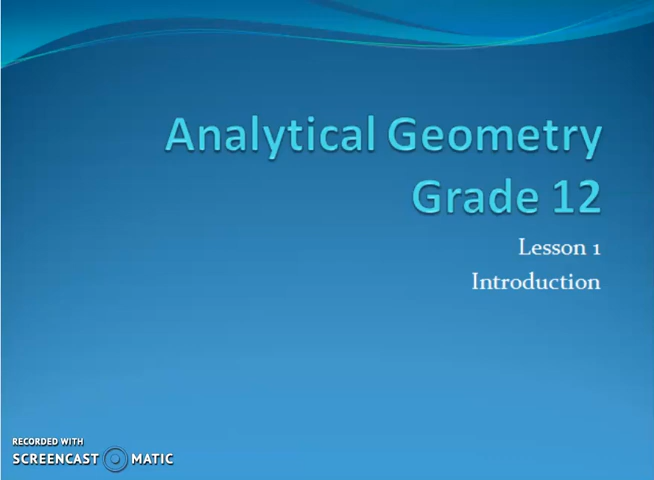 Analytical Geometry
Grade 12
Lesson 1
Introduction
RECORDED WITH
SCREENCAST MATIC